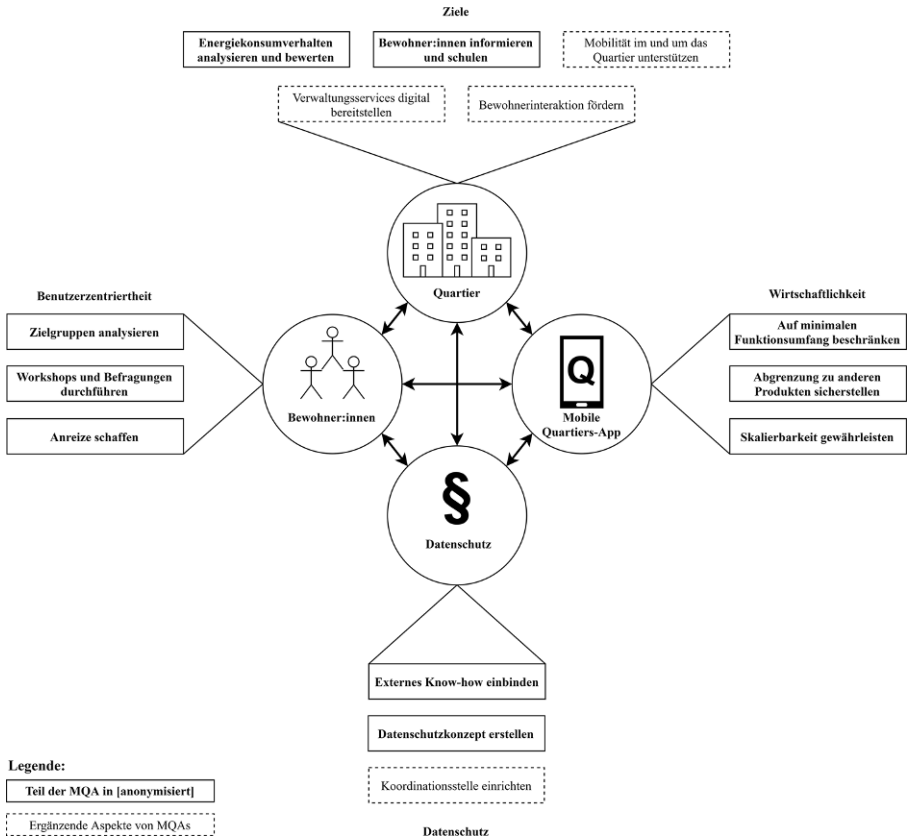 Ziele
Energiekonsumverhalten
analysieren und bewerten
Bewohner:innen informieren
und schulen
Mobilität im und um das
Quartier unterstützen
Verwaltungsservices digital
bereitstellen
Bewohnerinteraktion fördern
Quartier
Benutzerzentriertheit
Zielgruppen analysieren
Workshops und Befragungen
durchführen
Anreize schaffen
Bewohner:innen
Q
Mobile
Quartiers-App
Wirtschaftlichkeit
Auf minimalen
Funktionsumfang beschränken
Abgrenzung zu anderen
Produkten sicherstellen
Skalierbarkeit gewährleisten
§
Datenschutz
Externes Know-how einbinden
Datenschutzkonzept erstellen
Koordinationsstelle einrichten
Datenschutz
Legende:
Teil der MQA in [anonymisiert]
Ergänzende Aspekte von MQAs